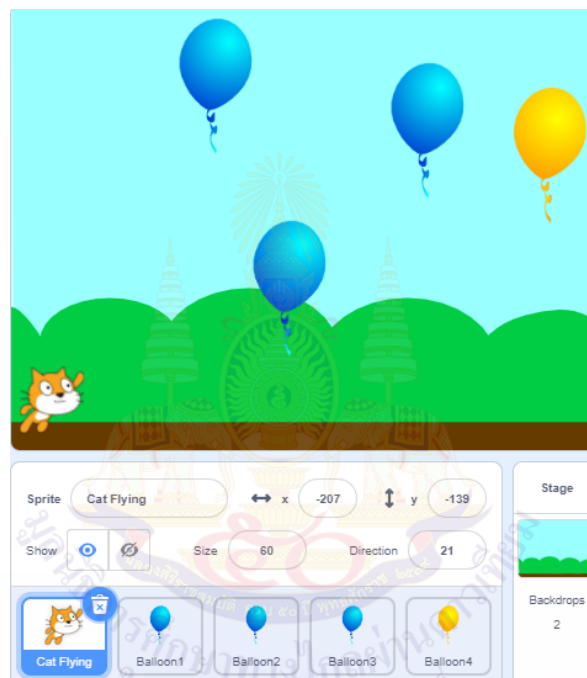 Sprite Cat Flying x -207 y -139
Show Size 60 Direction 21
Cat Flying Balloon1 Balloon2 Balloon3 Balloon4
Stage
Backdrops
2